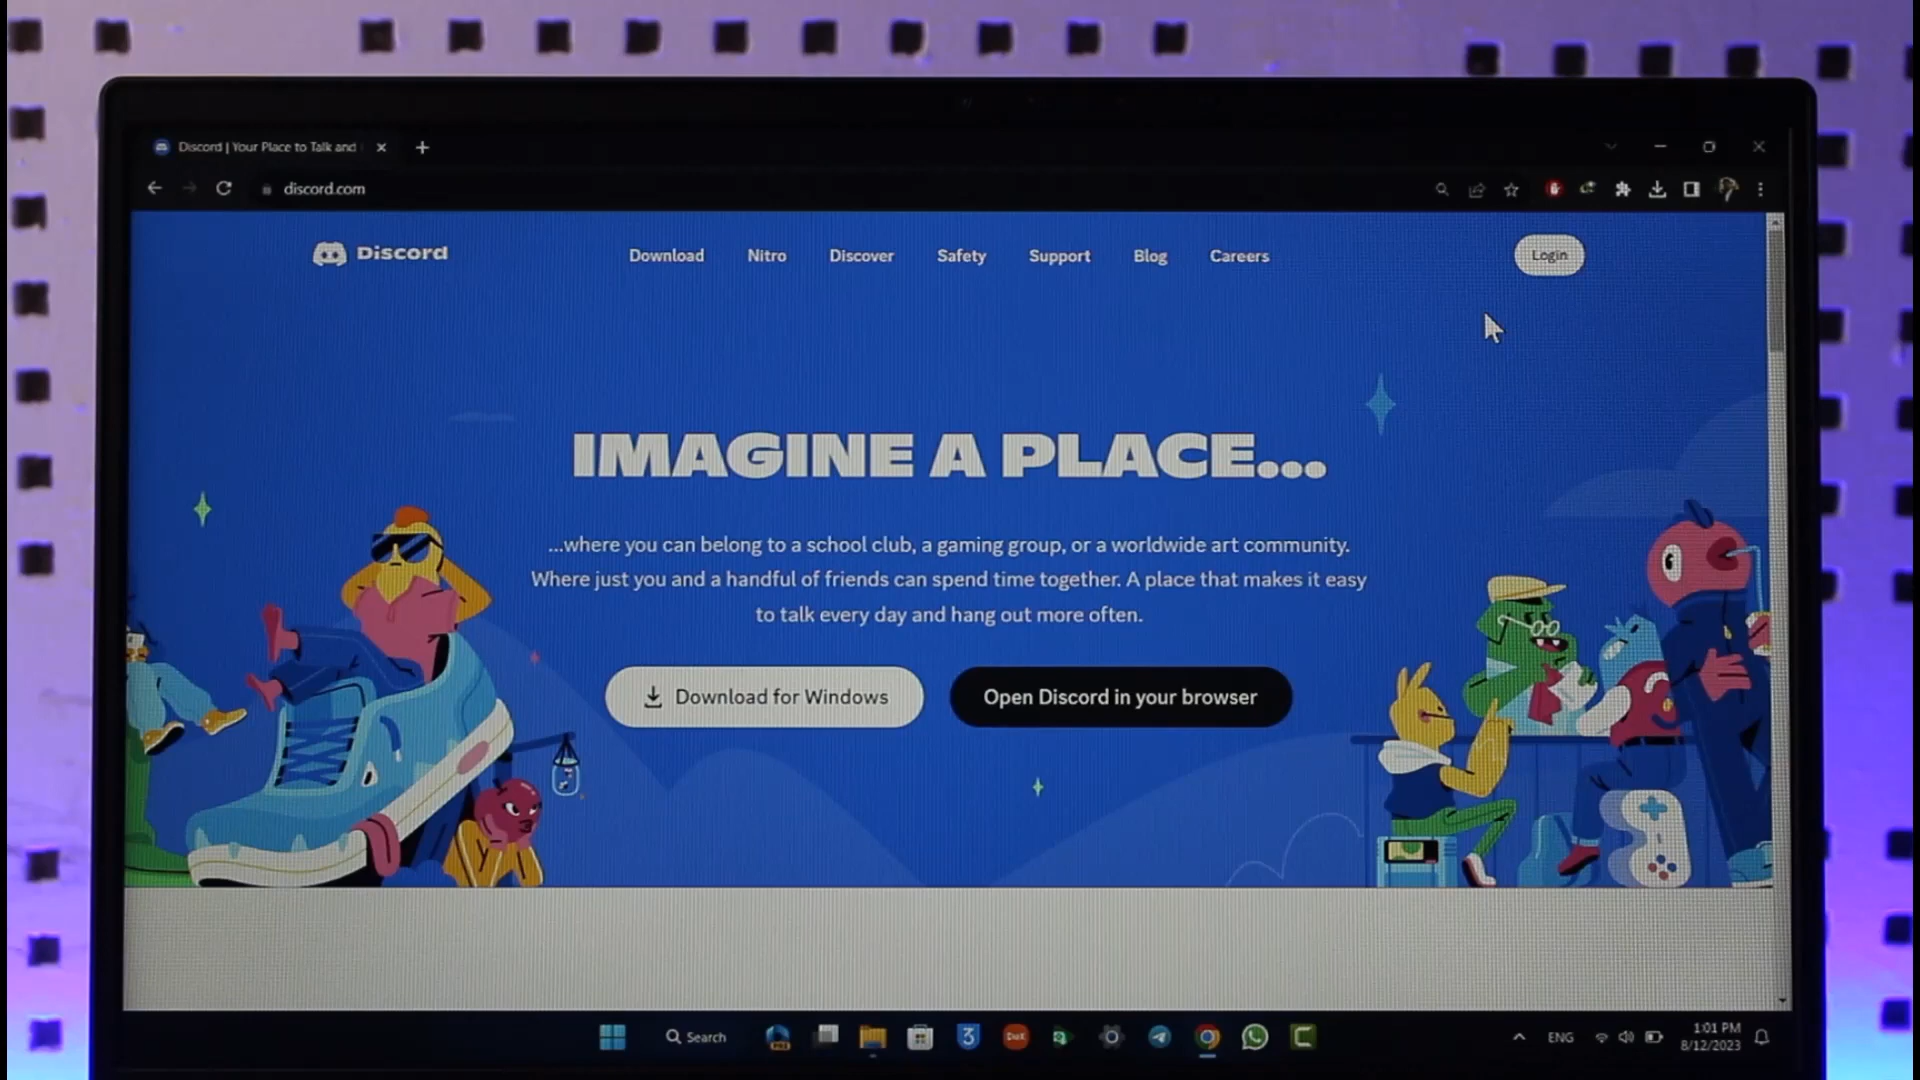 Discord | Your Place to Talk and
discord.com
Discord
Download
Nitro
Discover
Safety
Support
Blog
Careers
Login
IMAGINE A PLACE...
...where you can belong to a school club, a gaming group, or a worldwide art community.
Where just you and a handful of friends can spend time together. A place that makes it easy
to talk every day and hang out more often.
Download for Windows
Open Discord in your browser
Search
ENG
1:01 PM
8/12/2023